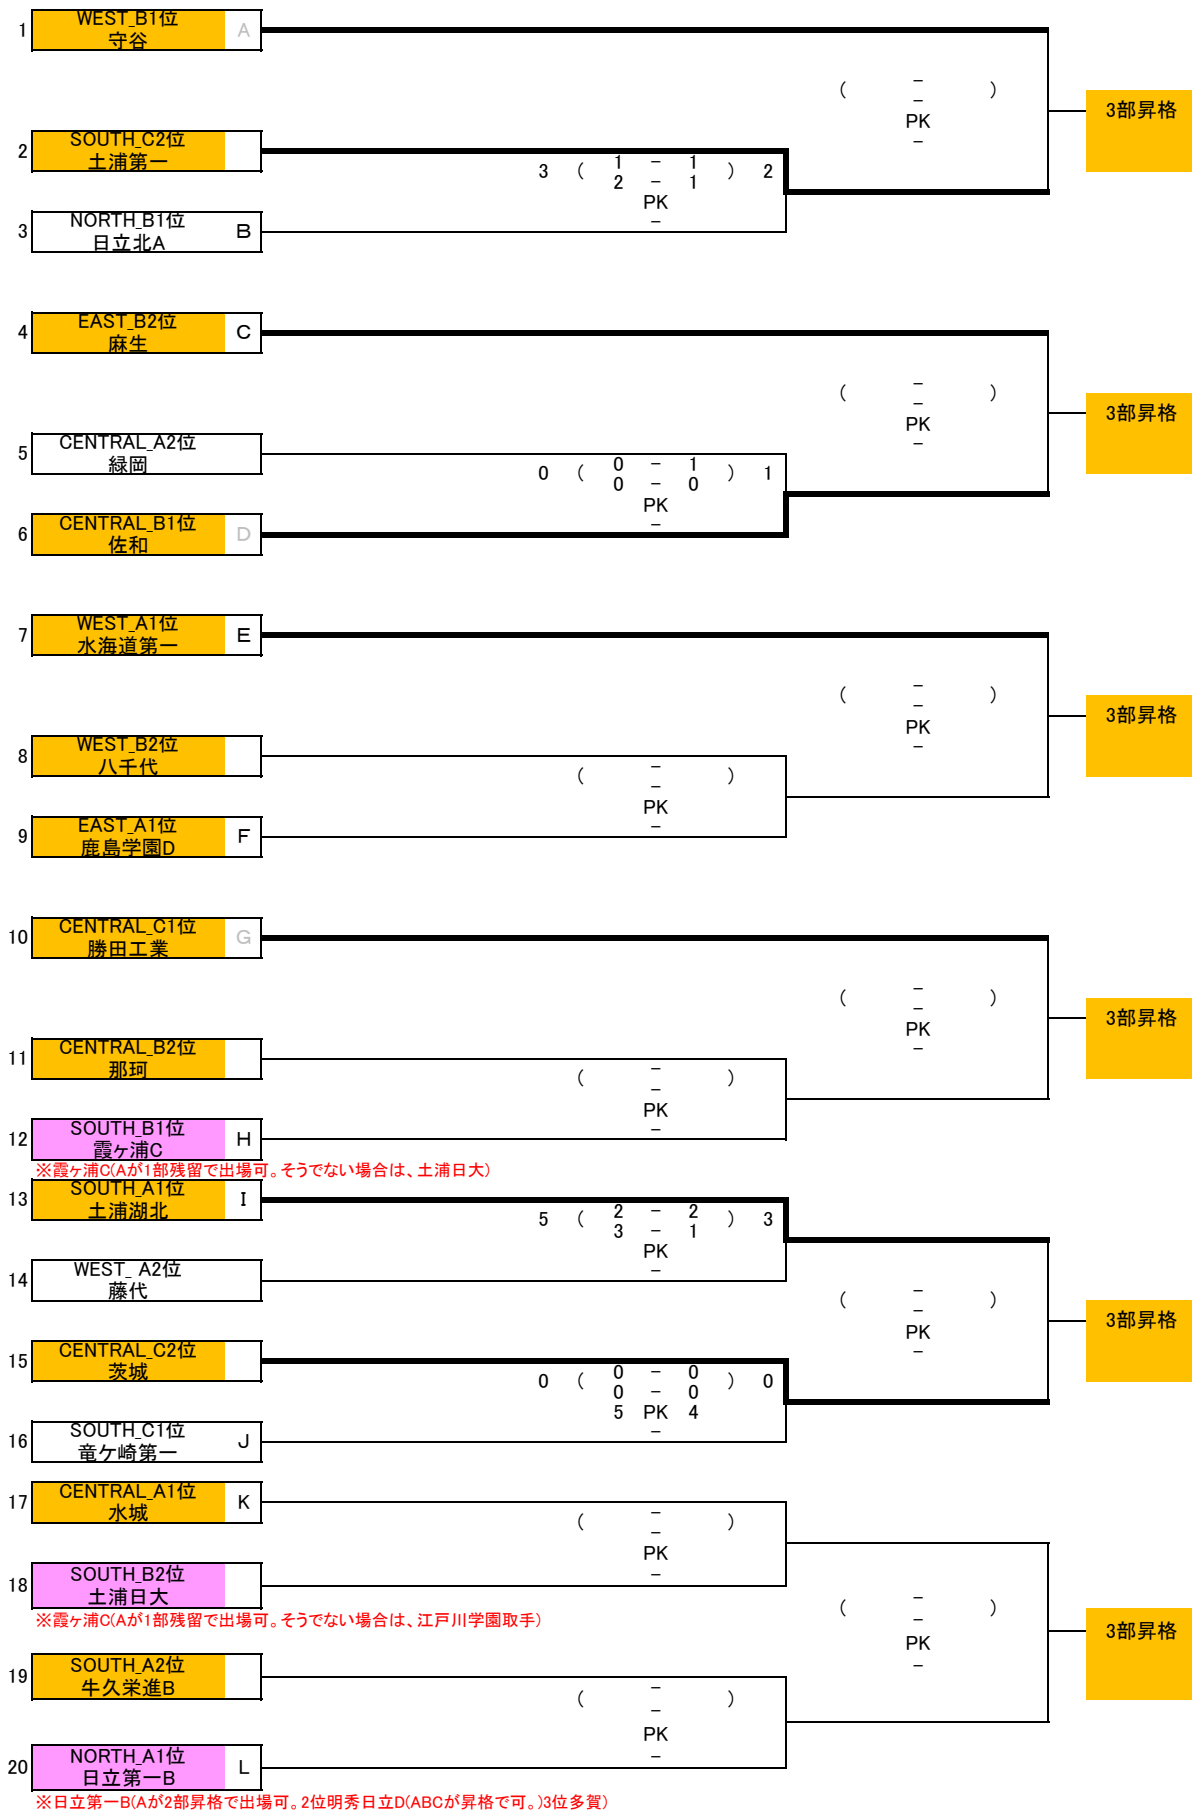 WEST_B1位
1 守谷 A
( - )
-
PK
-
3部昇格
SOUTH_C2位
2 土浦第一
3 ( 1 - 1 ) 2
2 - 1
PK
-
NORTH_B1位
3 日立北A B
EAST_B2位
4 麻生 C
( - )
-
PK
-
3部昇格
CENTRAL_A2位
5 緑岡
0 ( 0 - 1 ) 1
0 - 0
PK
-
CENTRAL_B1位
6 佐和 D
WEST_A1位
7 水海道第一 E
( - )
-
PK
-
3部昇格
WEST_B2位
8 八千代
( - )
-
PK
-
EAST_A1位
9 鹿島学園D F
CENTRAL_C1位
10 勝田工業 G
( - )
-
PK
-
3部昇格
CENTRAL_B2位
11 那珂
( - )
-
PK
-
SOUTH_B1位
12 霞ヶ浦C H
※霞ヶ浦C(Aが1部残留で出場可。そうでない場合は、土浦日大)
SOUTH_A1位
13 土浦湖北 I
5 ( 2 - 2 ) 3
3 - 1
PK
-
WEST_ A2位
14 藤代
( - )
-
PK
-
3部昇格
CENTRAL_C2位
15 茨城
0 ( 0 - 0 ) 0
0 - 0
5 PK 4
-
SOUTH_C1位
16 竜ケ崎第一 J
CENTRAL_A1位
17 水城 K
( - )
-
PK
-
SOUTH_B2位
18 土浦日大
※霞ヶ浦C(Aが1部残留で出場可。そうでない場合は、江戸川学園取手)
( - )
-
PK
-
3部昇格
SOUTH_A2位
19 牛久栄進B
( - )
-
PK
-
NORTH_A1位
20 日立第一B L
※日立第一B(Aが2部昇格で出場可。2位明秀日立D(ABCが昇格で可。)3位多賀)